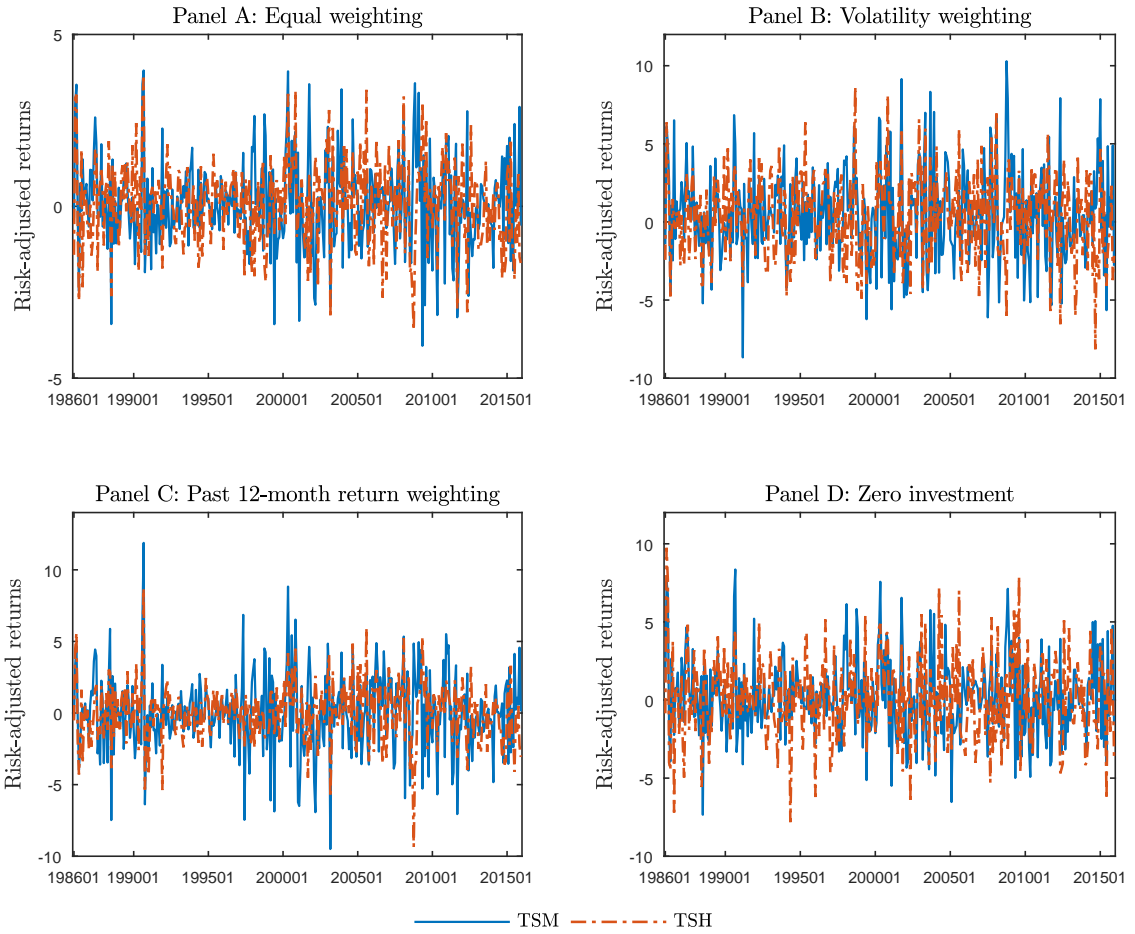 Panel A: Equal weighting
Risk-adjusted returns
5
0
-5
198601 199001 199501 200001 200501 201001 201501
Panel B: Volatility weighting
Risk-adjusted returns
10
5
0
-5
-10
198601 199001 199501 200001 200501 201001 201501
Panel C: Past 12-month return weighting
Risk-adjusted returns
10
5
0
-5
-10
198601 199001 199501 200001 200501 201001 201501
Panel D: Zero investment
Risk-adjusted returns
10
5
0
-5
-10
198601 199001 199501 200001 200501 201001 201501
TSM TSH